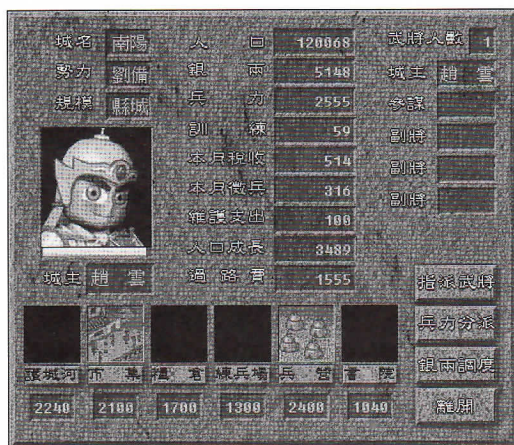 城名 南陽 人口 120068 武將人數 1
勢力 劉備 銀兩 5148 城主 趙雲
規模 縣城 兵力 2555 參謀
訓練 59 副將
本月稅收 514 副將
本月徵兵 316 副將
維護支出 100
人口成長 3489
城主 趙雲 過路費 1555
指派武將
兵力分派
銀兩調度
離開
護城河 市集 糧倉 練兵場 兵營 書院
2240 2100 1700 1300 2400 1040